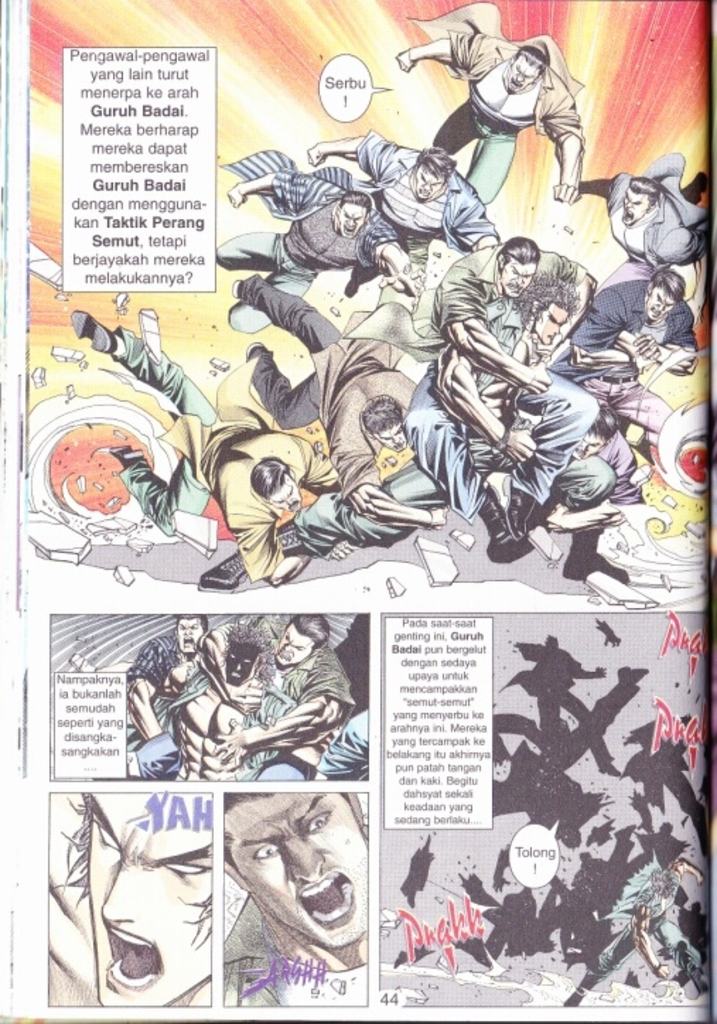 Pengawal-pengawal
yang lain turut
menerpa ke arah
Guruh Badai.
Mereka berharap
mereka dapat
membereskan
Guruh Badai
dengan mengguna-
kan Taktik Perang
Semut, tetapi
berjayakah mereka
melakukannya?
Serbu
!
Nampaknya,
ia bukanlah
semudah
seperti yang
disangka-
sangkakan
....
YAH
ARGHH
Pada saat-saat
genting ini, Guruh
Badai pun bergelut
dengan sedaya
upaya untuk
mencampakkan
"semut-semut"
yang menyerbu ke
arahnya ini. Mereka
yang tercampak ke
belakang itu akhirnya
pun patah tangan
dan kaki. Begitu
dahsyat sekali
keadaan yang
sedang berlaku....
Tolong
!
44